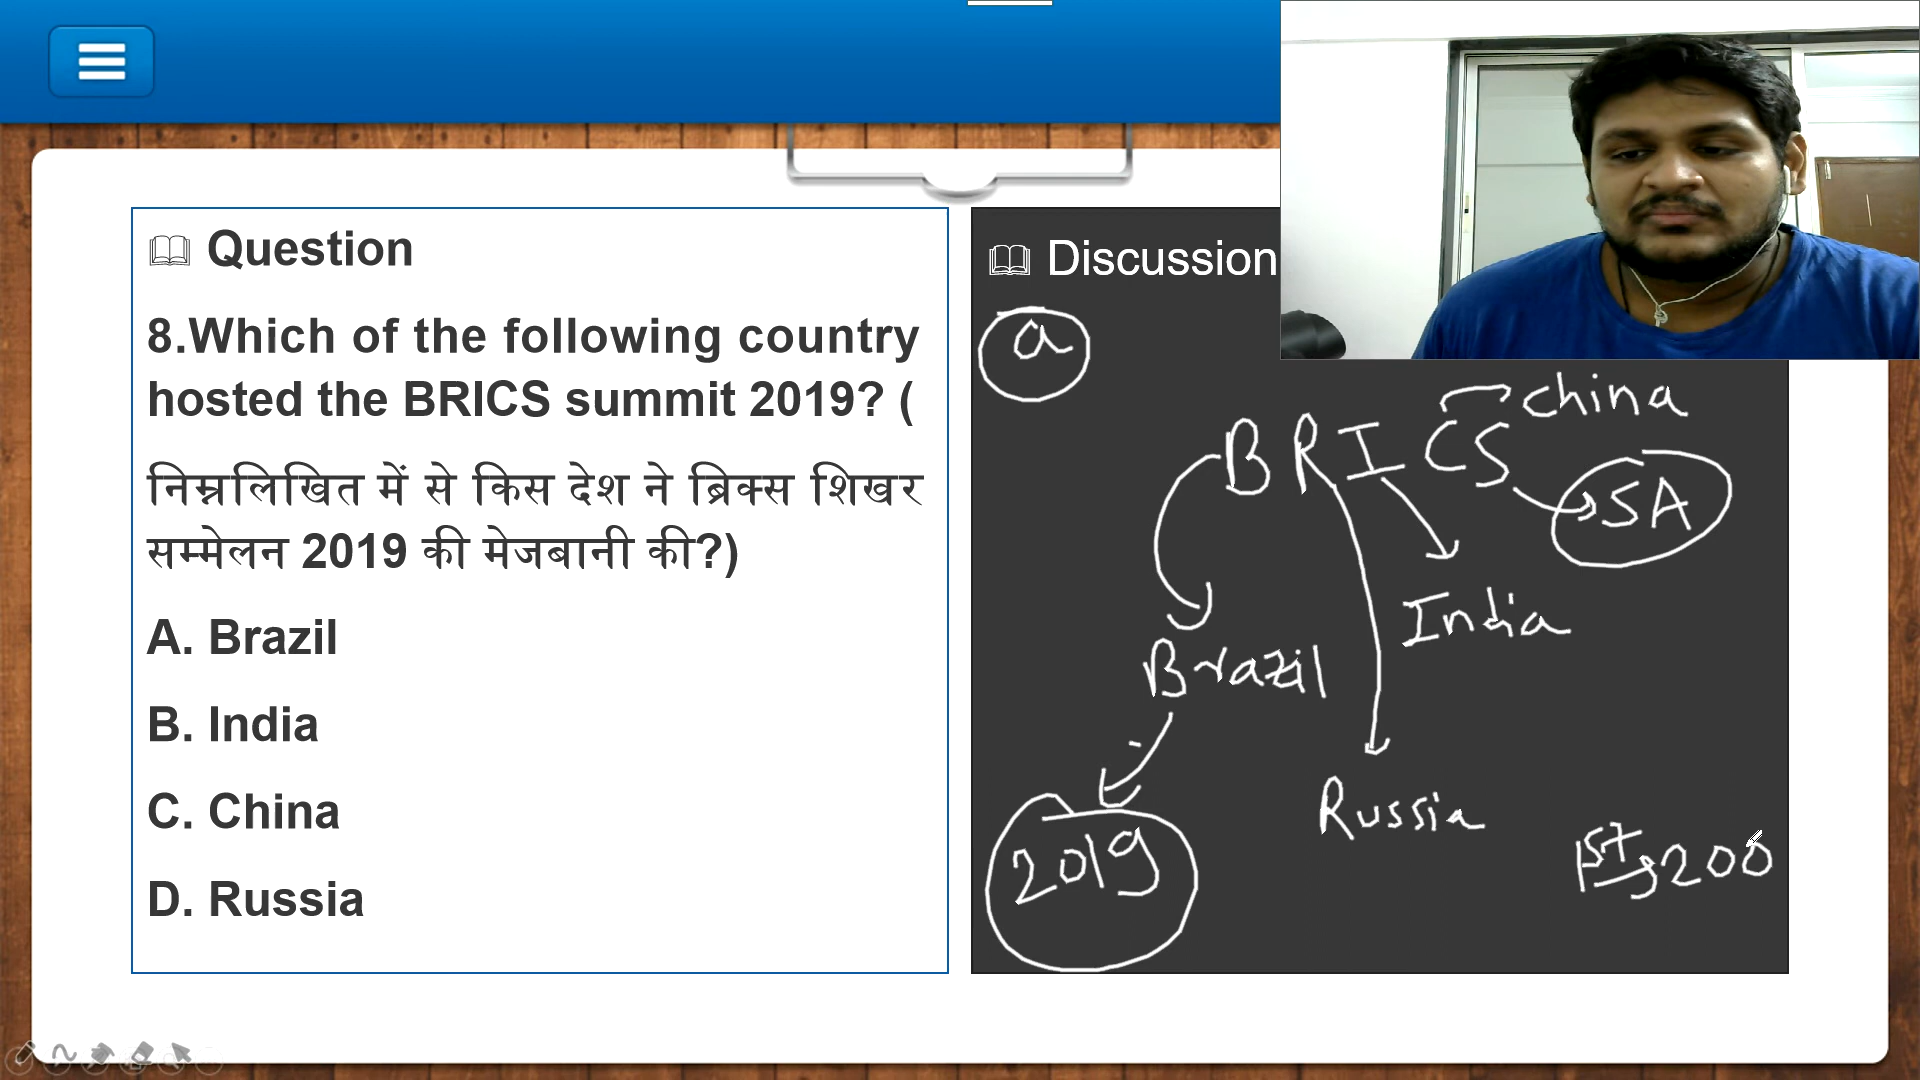 Question
8.Which of the following country
hosted the BRICS summit 2019? (
निम्नलिखित में से किस देश ने ब्रिक्स शिखर
सम्मेलन 2019 की मेजबानी की?)
A. Brazil
B. India
C. China
D. Russia
Discussion
a
china
BRICS
SA
India
Brazil
Russia
2019
1st 200